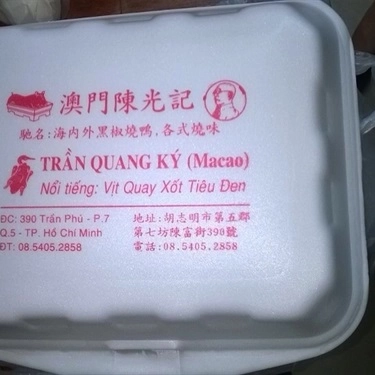 澳門陳光記
馳名：海内外黑椒燒鴨，各式燒味
TRẦN QUANG KÝ (Macao)
Nổi tiếng: Vịt Quay Xốt Tiêu Đen
ĐC: 390 Trần Phú - P.7
Q.5 - TP. Hồ Chí Minh
ĐT: 08.5405.2858
地址: 胡志明市第五郡
第七坊陳富街390號
電話:08.5405.2858